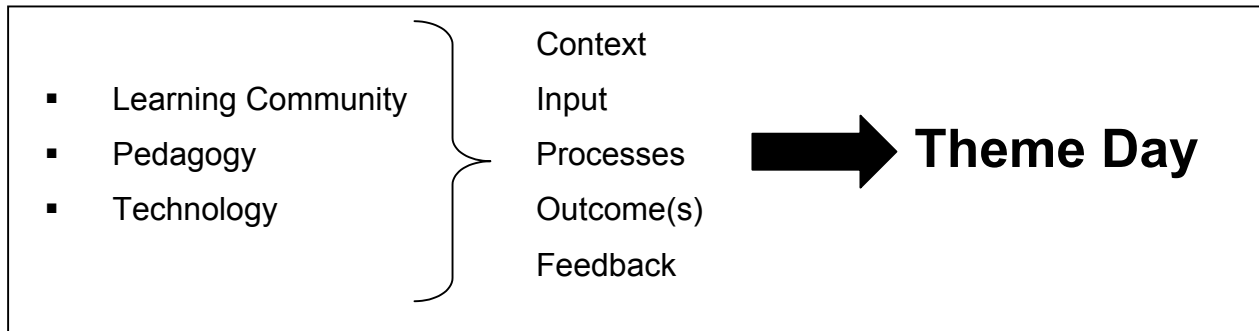 ▪ Learning Community
▪ Pedagogy
▪ Technology
Context
Input
Processes
Outcome(s)
Feedback
Theme Day